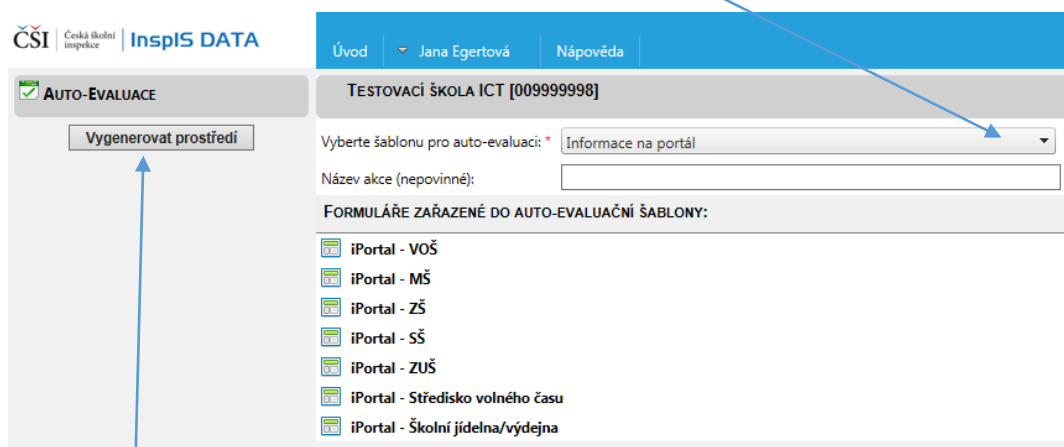 ČŠI Česká školní inspekce InspIS DATA
Úvod Jana Egertová Nápověda
AUTO-EVALUACE
TESTOVACÍ ŠKOLA ICT [009999998]
Vygenerovat prostředí
Vyberte šablonu pro auto-evaluaci: * Informace na portál
Název akce (nepovinné):
FORMULÁŘE ZAŘAZENÉ DO AUTO-EVALUAČNÍ ŠABLONY:
iPortal - VOŠ
iPortal - MŠ
iPortal - ZŠ
iPortal - SŠ
iPortal - ZUŠ
iPortal - Středisko volného času
iPortal - Školní jídelna/výdejna